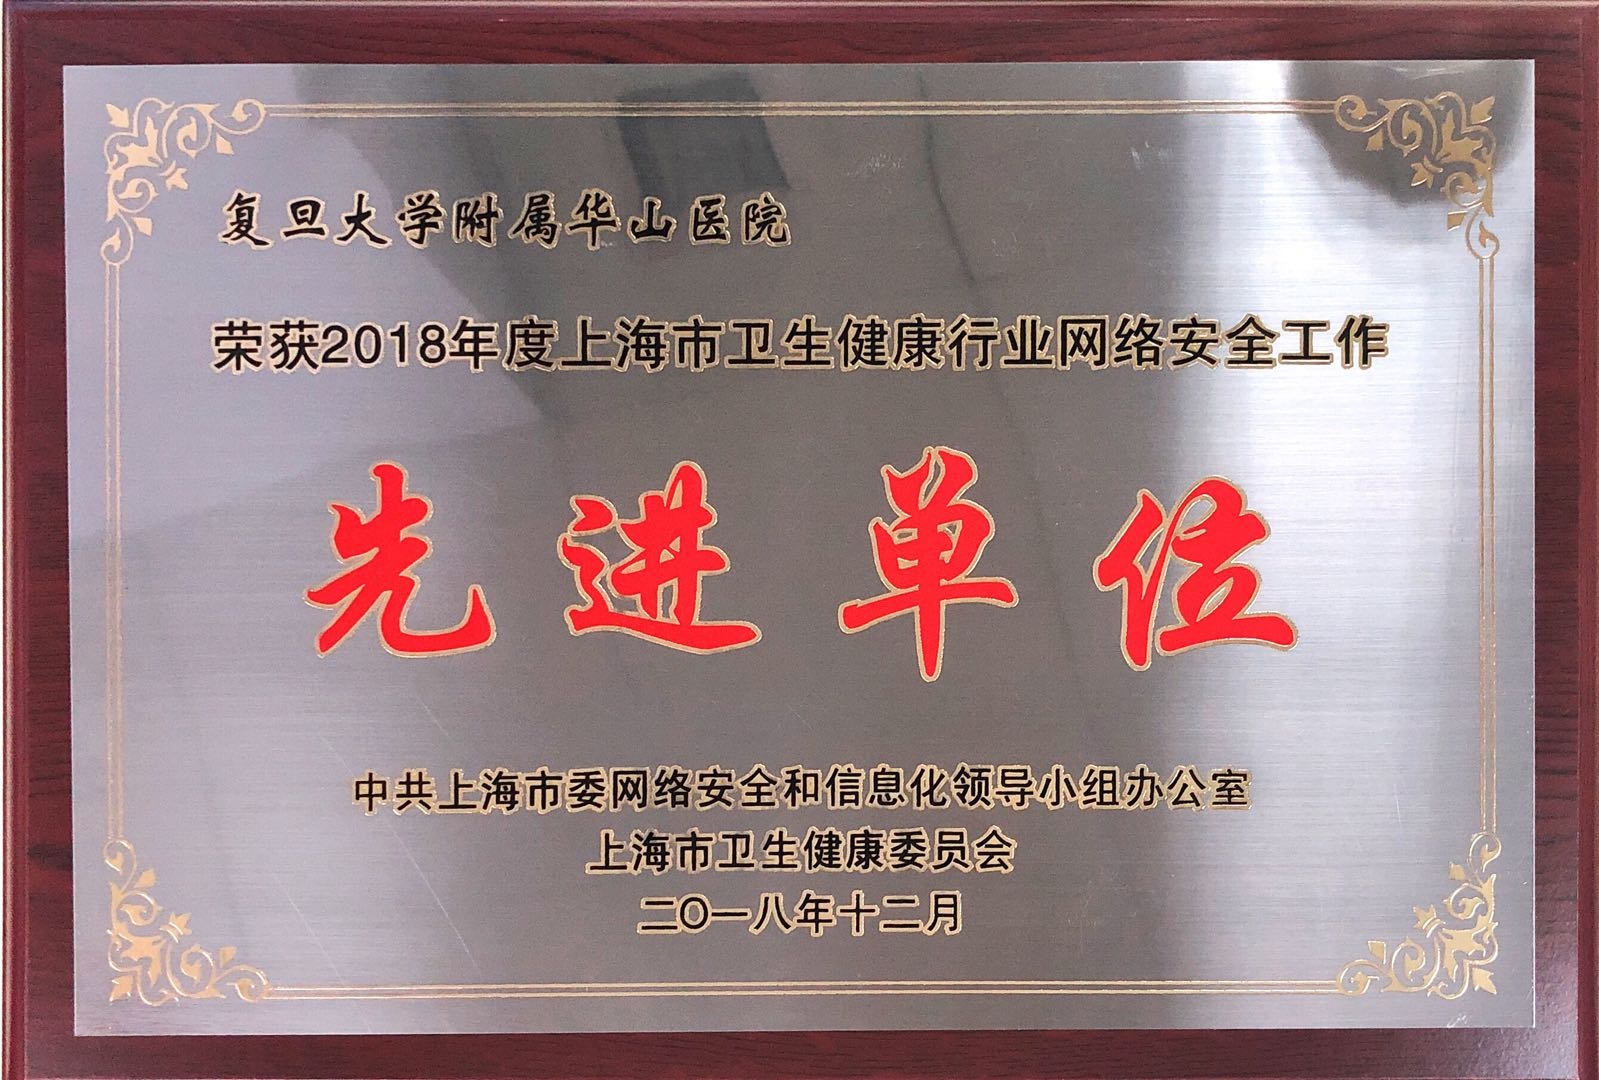 复旦大学附属华山医院
荣获2018年度上海市卫生健康行业网络安全工作
先进单位
中共上海市委网络安全和信息化领导小组办公室
上海市卫生健康委员会
二〇一八年十二月